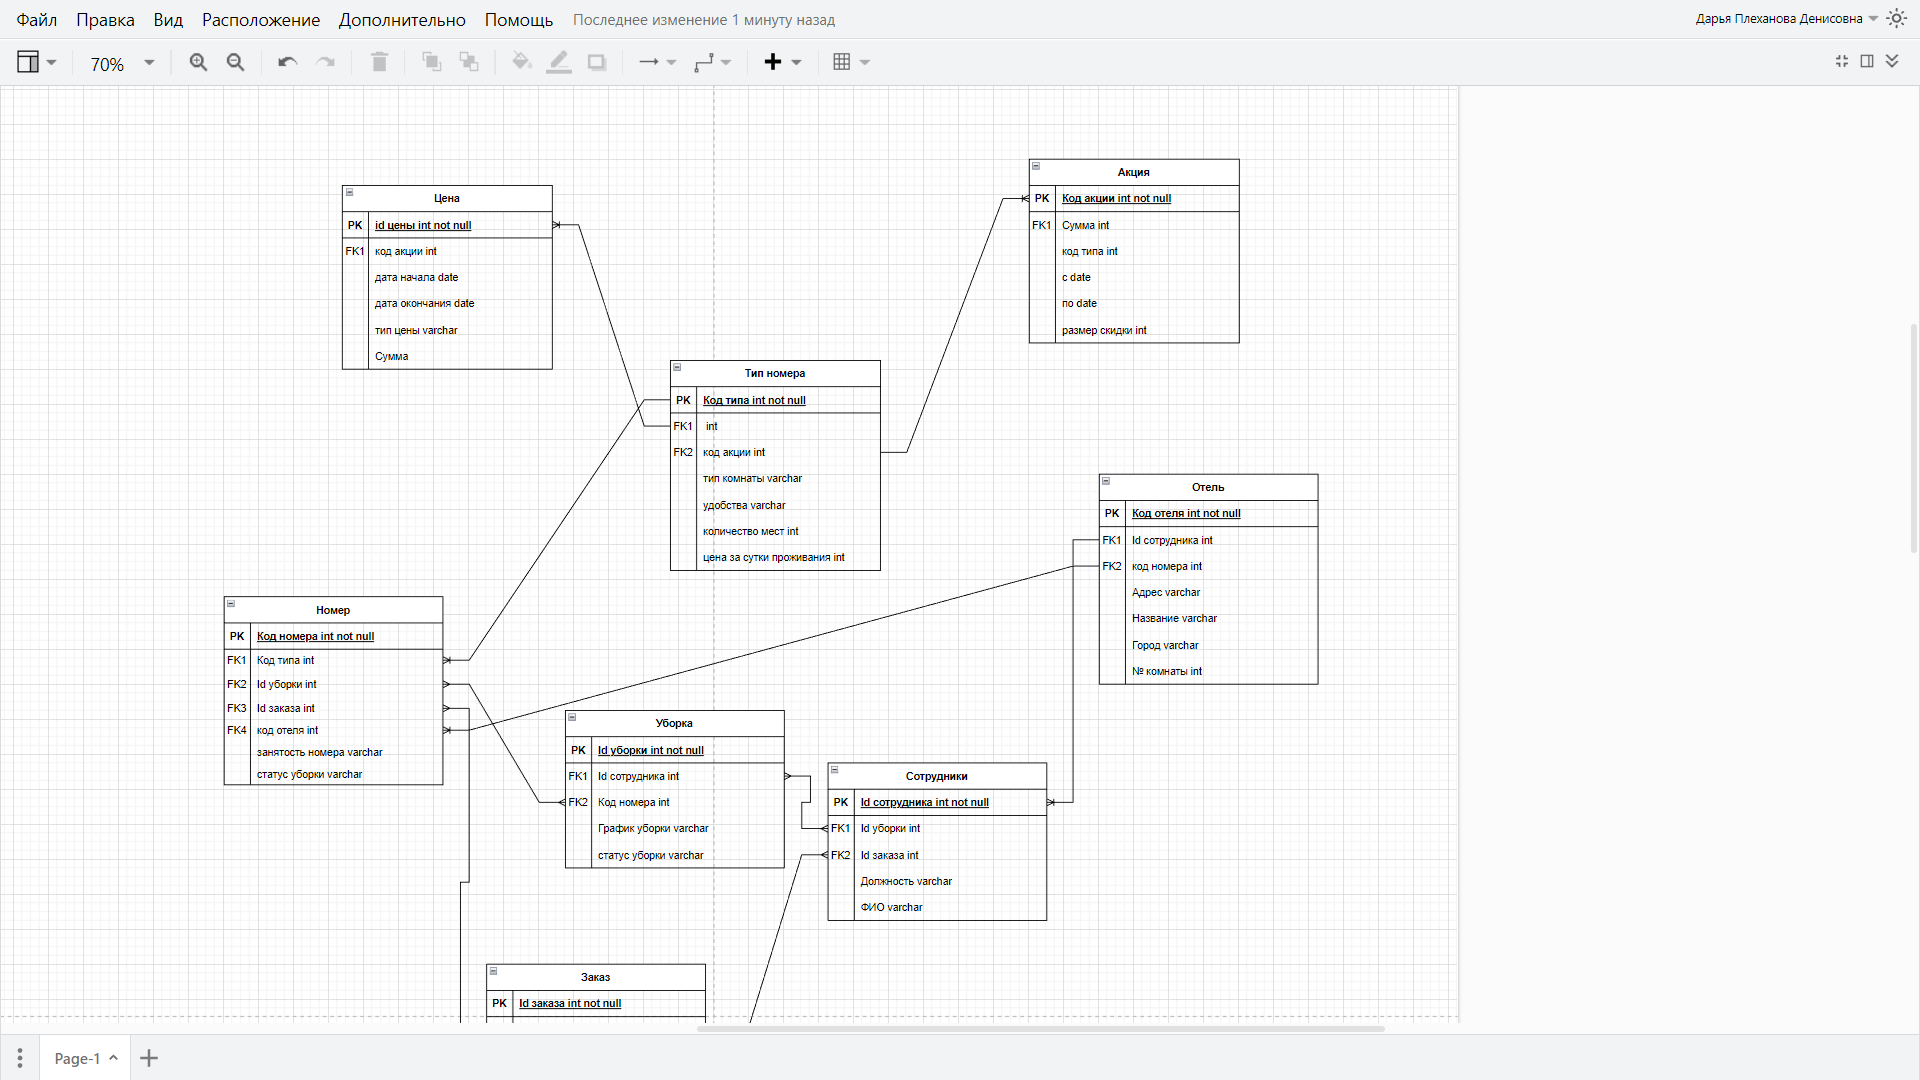 Файл Правка Вид Расположение Дополнительно Помощь Последнее изменение 1 минуту назад
Дарья Плеханова Денисовна
70%
Цена
PK id цены int not null
FK1 код акции int
дата начала date
дата окончания date
тип цены varchar
Сумма
Акция
PK Код акции int not null
FK1 Сумма int
код типа int
с date
по date
размер скидки int
Тип номера
PK Код типа int not null
FK1 int
FK2 код акции int
тип комнаты varchar
удобства varchar
количество мест int
цена за сутки проживания int
Отель
PK Код отеля int not null
FK1 Id сотрудника int
FK2 код номера int
Адрес varchar
Название varchar
Город varchar
№ комнаты int
Номер
PK Код номера int not null
FK1 Код типа int
FK2 Id уборки int
FK3 Id заказа int
FK4 код отеля int
занятость номера varchar
статус уборки varchar
Уборка
PK Id уборки int not null
FK1 Id сотрудника int
FK2 Код номера int
График уборки varchar
статус уборки varchar
Сотрудники
PK Id сотрудника int not null
FK1 Id уборки int
FK2 Id заказа int
Должность varchar
ФИО varchar
Заказ
PK Id заказа int not null
Page-1